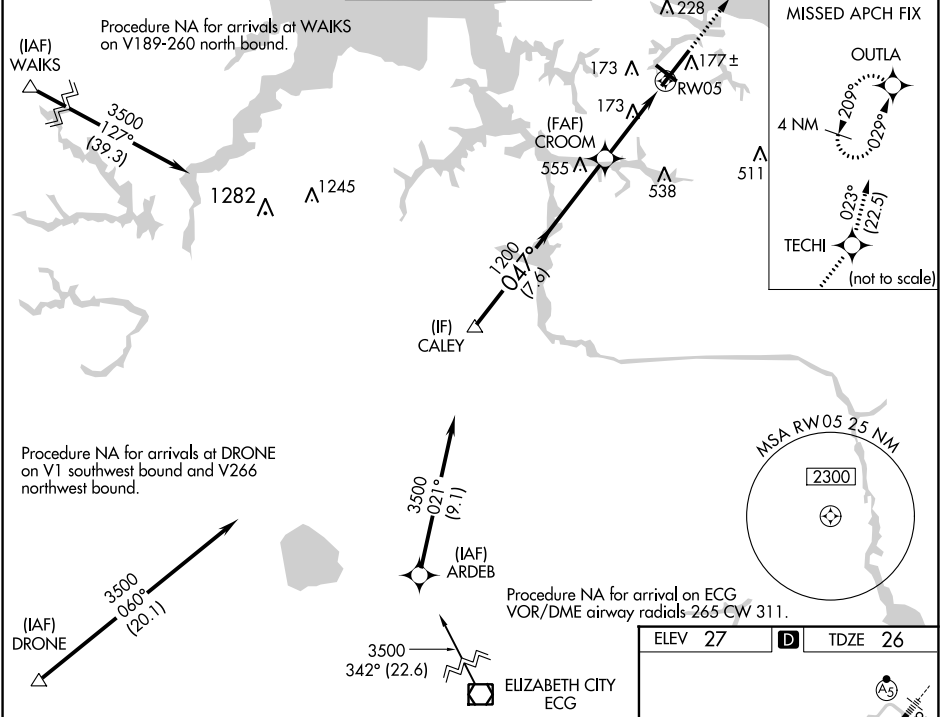 Procedure NA for arrivals at WAIKS
on V189-260 north bound.
(IAF)
WAIKS
3500
127°
(39.3)
1282
1245
228
173
177±
RW05
173
(FAF)
CROOM
555
538
511
1200
047°
(7.6)
(IF)
CALEY
MISSED APCH FIX
OUTLA
4 NM
209°
029°
023°
(22.5)
TECHI
(not to scale)
Procedure NA for arrivals at DRONE
on V1 southwest bound and V266
northwest bound.
3500
060°
(20.1)
(IAF)
DRONE
3500
021°
(9.1)
(IAF)
ARDEB
MSA RW05 25 NM
2300
Procedure NA for arrival on ECG
VOR/DME airway radials 265 CW 311.
3500
342° (22.6)
ELIZABETH CITY
ECG
ELEV 27 D TDZE 26
A5